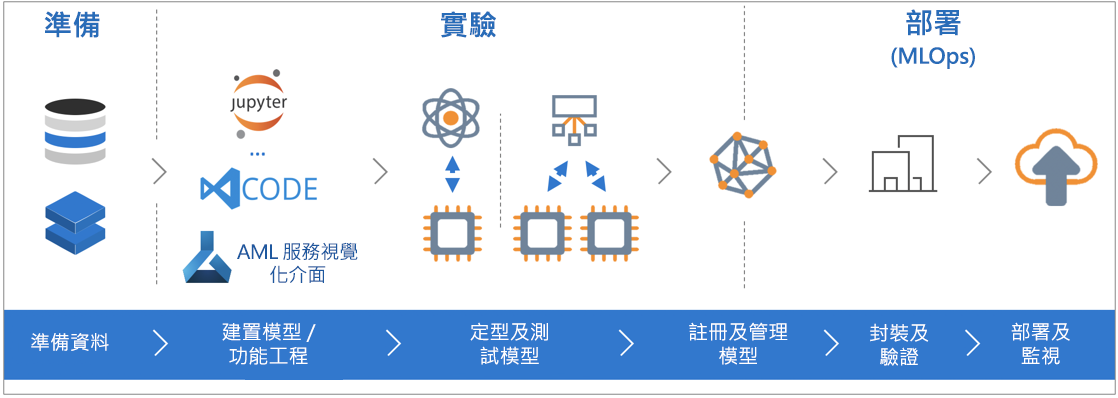 準備
實驗
部署
(MLOps)
jupyter
...
CODE
AML 服務視覺
化介面
準備資料
建置模型 /
功能工程
定型及測
試模型
註冊及管理
模型
封裝及
驗證
部署及
監視